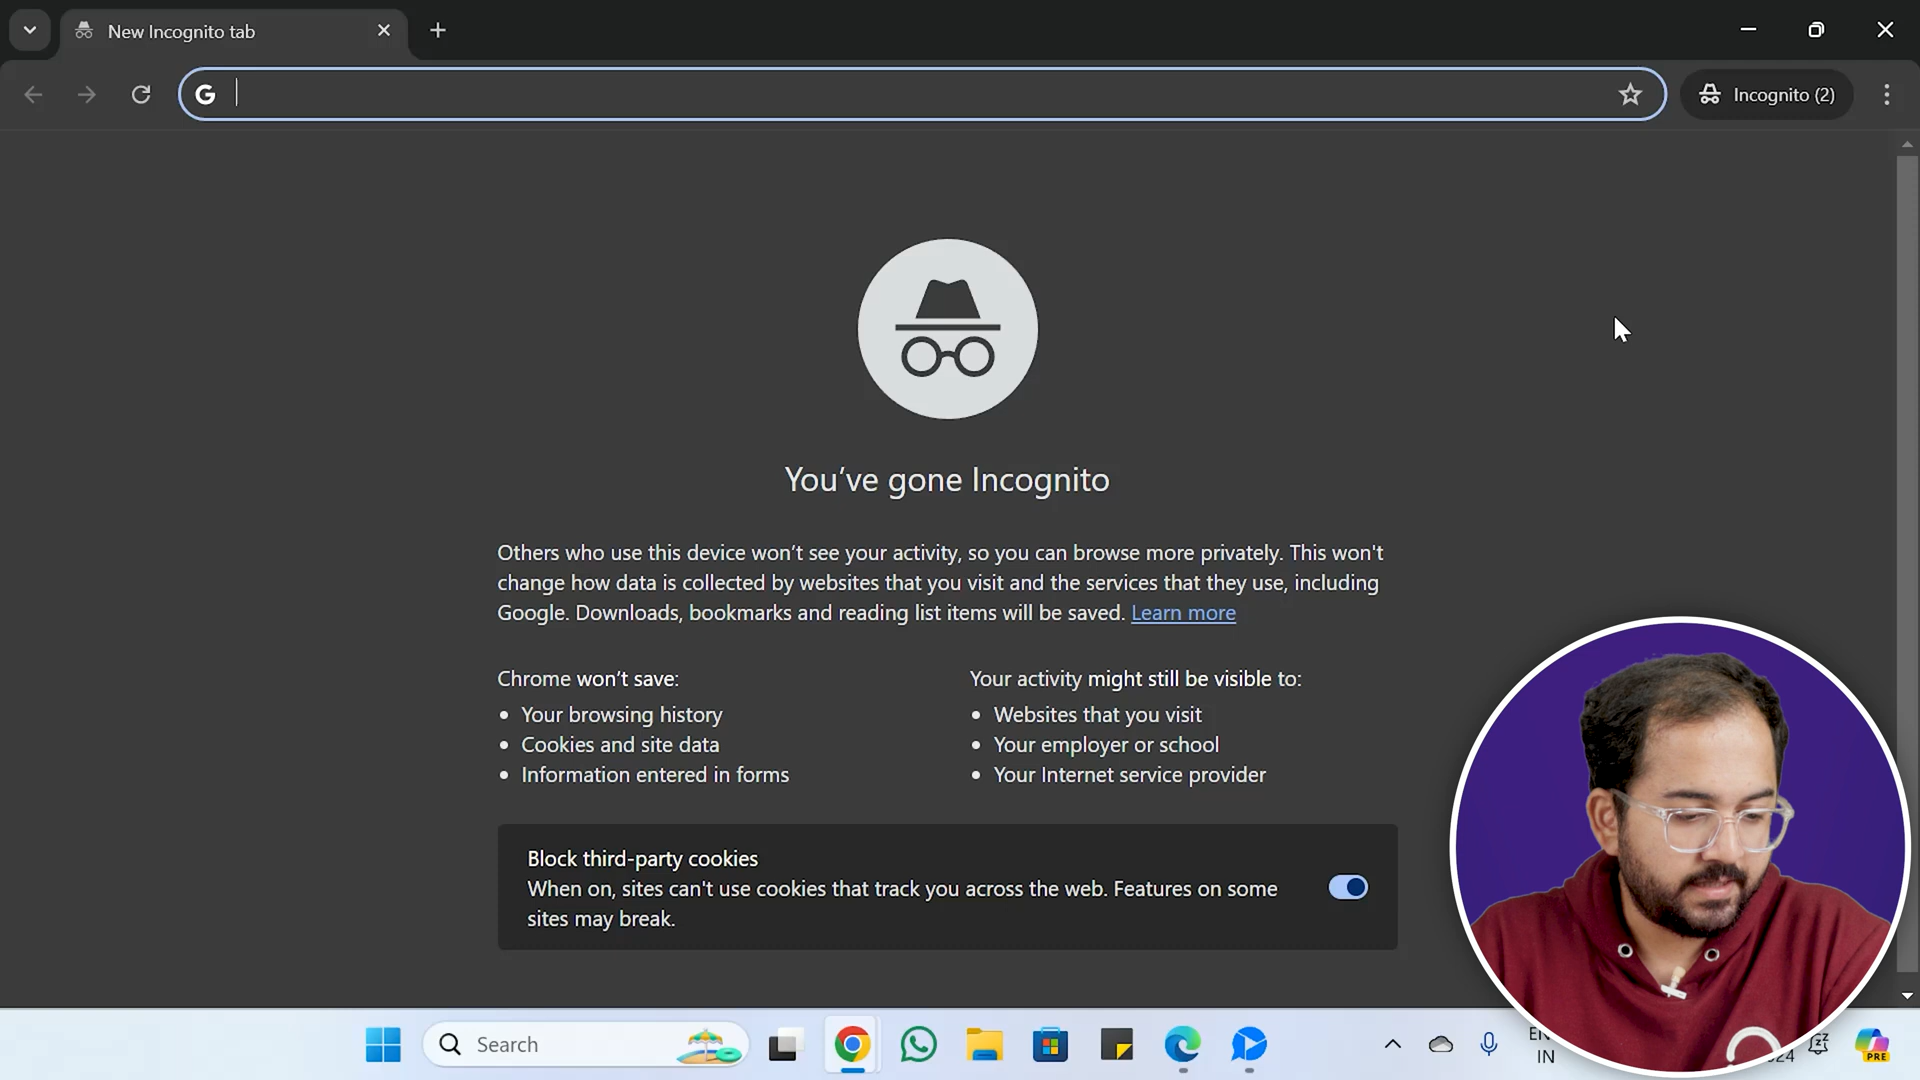 New Incognito tab
Incognito (2)
You've gone Incognito
Others who use this device won't see your activity, so you can browse more privately. This won't
change how data is collected by websites that you visit and the services that they use, including
Google. Downloads, bookmarks and reading list items will be saved. Learn more
Chrome won't save:
• Your browsing history
• Cookies and site data
• Information entered in forms
Your activity might still be visible to:
• Websites that you visit
• Your employer or school
• Your Internet service provider
Block third-party cookies
When on, sites can't use cookies that track you across the web. Features on some
sites may break.
Search
IN
PRE